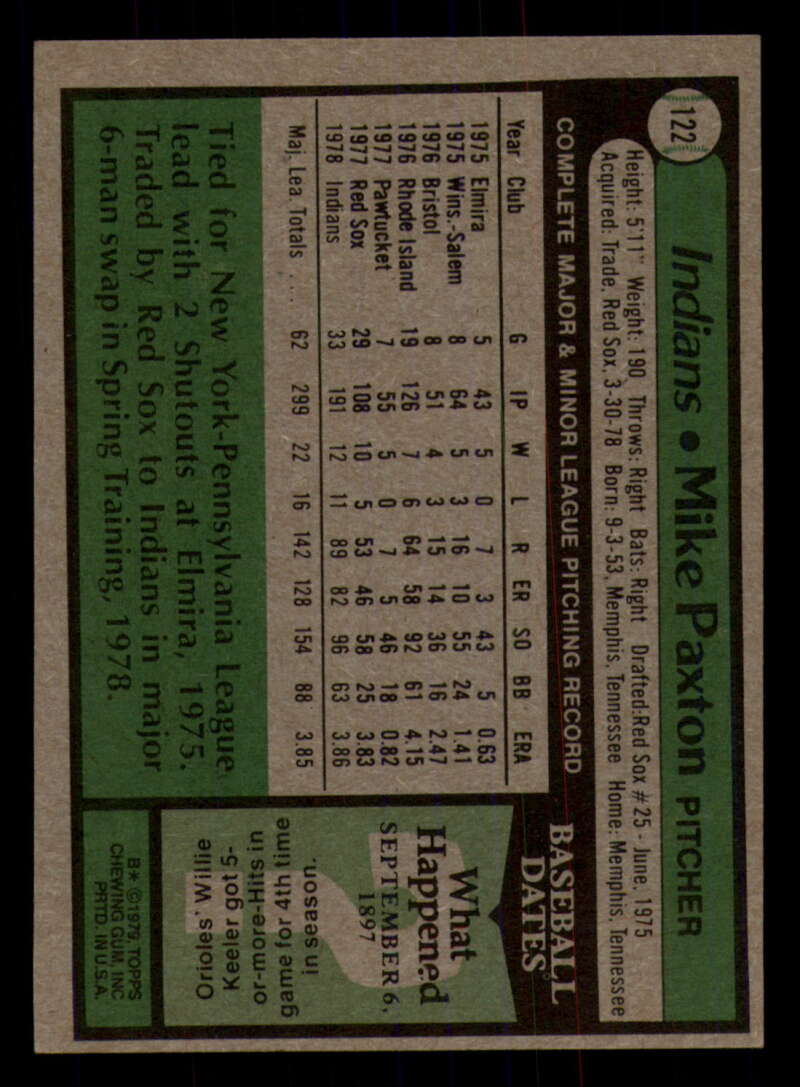 122
Indians • Mike Paxton PITCHER
Height: 5'11" Weight: 190 Throws: Right Bats: Right Drafted:Red Sox #25 - June, 1975
Acquired: Trade, Red Sox, 3-30-78 Born: 9-3-53, Memphis, Tennessee Home: Memphis, Tennessee
COMPLETE MAJOR & MINOR LEAGUE PITCHING RECORD
Year Club G IP W L R ER SO BB ERA
1975 Elmira 5 43 5 0 7 3 43 5 0.63
1975 Wins.-Salem 8 64 5 3 16 10 55 24 1.41
1976 Bristol 8 51 4 3 15 14 36 16 2.47
1976 Rhode Island 19 126 7 6 64 58 92 61 4.15
1977 Pawtucket 7 55 5 0 7 5 46 18 0.82
1977 Red Sox 29 108 10 5 53 46 58 25 3.83
1978 Indians 33 191 12 11 89 82 96 63 3.86
Maj. Lea Totals . . . 62 299 22 16 142 128 154 88 3.85
Tied for New York-Pennsylvania League
lead with 2 Shutouts at Elmira, 1975.
Traded by Red Sox to Indians in major
6-man swap in Spring Training, 1978.
BASEBALL
DATES
What
Happened
SEPTEMBER 6,
1897
Orioles' Willie
Keeler got 5-
or-more-Hits in
game for 4th time
in season.
B* ©1979 TOPPS
CHEWING GUM, INC
PRTD. IN U.S.A.